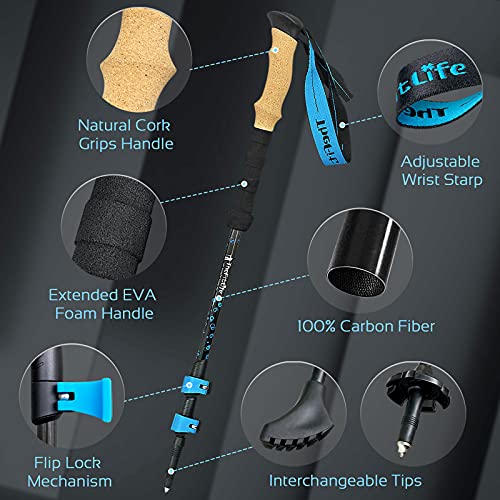 Natural Cork
Grips Handle
Adjustable
Wrist Starp
Extended EVA
Foam Handle
100% Carbon Fiber
Flip Lock
Mechanism
Interchangeable Tips